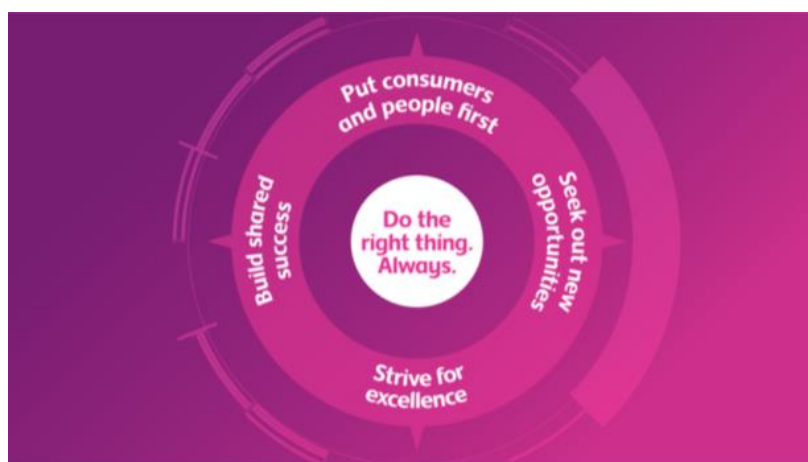 Put consumers
and people first
Seek out new
opportunities
Strive for
excellence
Build shared
success
Do the
right thing.
Always.